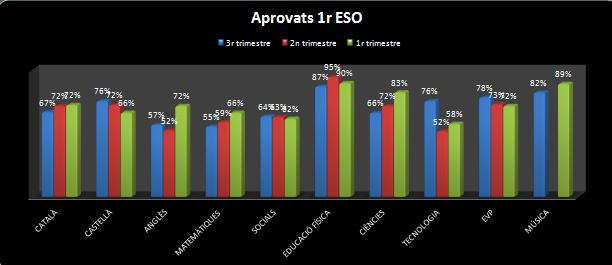 Aprovats 1r ESO
3r trimestre 2n trimestre 1r trimestre
67% 72% 72% 76% 72% 66% 57% 52% 72% 55% 59% 66% 64% 63% 62% 87% 95% 90% 66% 72% 83% 76% 52% 58% 78% 73% 72% 82% 89%
CATALÀ CASTELLÀ ANGLÈS MATEMÀTIQUES SOCIALS EDUCACIÓ FÍSICA CIÈNCIES TECNOLOGIA EVP MÚSICA